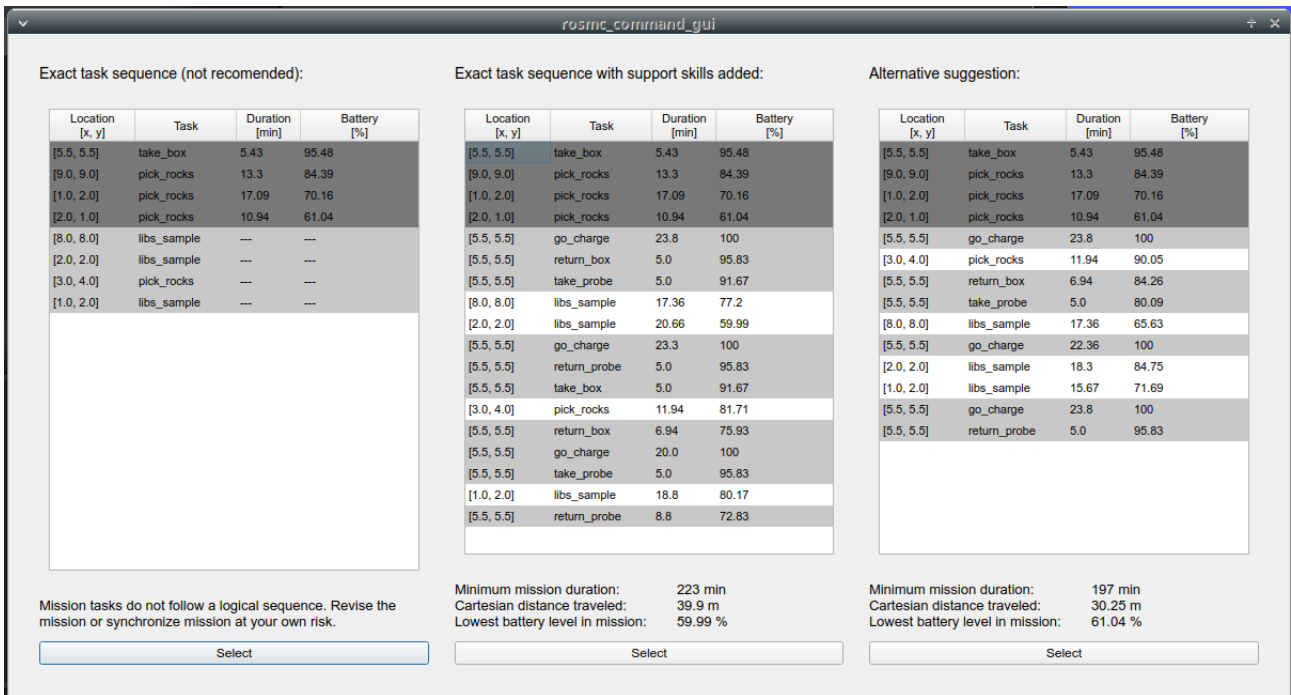 rosmc_command_gui
Exact task sequence (not recomended):
Location [x, y] Task Duration [min] Battery [%]
[5.5, 5.5] take_box 5.43 95.48
[9.0, 9.0] pick_rocks 13.3 84.39
[1.0, 2.0] pick_rocks 17.09 70.16
[2.0, 1.0] pick_rocks 10.94 61.04
[8.0, 8.0] libs_sample --- ---
[2.0, 2.0] libs_sample --- ---
[3.0, 4.0] pick_rocks --- ---
[1.0, 2.0] libs_sample --- ---
Mission tasks do not follow a logical sequence. Revise the
mission or synchronize mission at your own risk.
Select
Exact task sequence with support skills added:
Location [x, y] Task Duration [min] Battery [%]
[5.5, 5.5] take_box 5.43 95.48
[9.0, 9.0] pick_rocks 13.3 84.39
[1.0, 2.0] pick_rocks 17.09 70.16
[2.0, 1.0] pick_rocks 10.94 61.04
[5.5, 5.5] go_charge 23.8 100
[5.5, 5.5] return_box 5.0 95.83
[5.5, 5.5] take_probe 5.0 91.67
[8.0, 8.0] libs_sample 17.36 77.2
[2.0, 2.0] libs_sample 20.66 59.99
[5.5, 5.5] go_charge 23.3 100
[5.5, 5.5] return_probe 5.0 95.83
[5.5, 5.5] take_box 5.0 91.67
[3.0, 4.0] pick_rocks 11.94 81.71
[5.5, 5.5] return_box 6.94 75.93
[5.5, 5.5] go_charge 20.0 100
[5.5, 5.5] take_probe 5.0 95.83
[1.0, 2.0] libs_sample 18.8 80.17
[5.5, 5.5] return_probe 8.8 72.83
Minimum mission duration: 223 min
Cartesian distance traveled: 39.9 m
Lowest battery level in mission: 59.99 %
Select
Alternative suggestion:
Location [x, y] Task Duration [min] Battery [%]
[5.5, 5.5] take_box 5.43 95.48
[9.0, 9.0] pick_rocks 13.3 84.39
[1.0, 2.0] pick_rocks 17.09 70.16
[2.0, 1.0] pick_rocks 10.94 61.04
[5.5, 5.5] go_charge 23.8 100
[3.0, 4.0] pick_rocks 11.94 90.05
[5.5, 5.5] return_box 6.94 84.26
[5.5, 5.5] take_probe 5.0 80.09
[8.0, 8.0] libs_sample 17.36 65.63
[5.5, 5.5] go_charge 22.36 100
[2.0, 2.0] libs_sample 18.3 84.75
[1.0, 2.0] libs_sample 15.67 71.69
[5.5, 5.5] go_charge 23.8 100
[5.5, 5.5] return_probe 5.0 95.83
Minimum mission duration: 197 min
Cartesian distance traveled: 30.25 m
Lowest battery level in mission: 61.04 %
Select